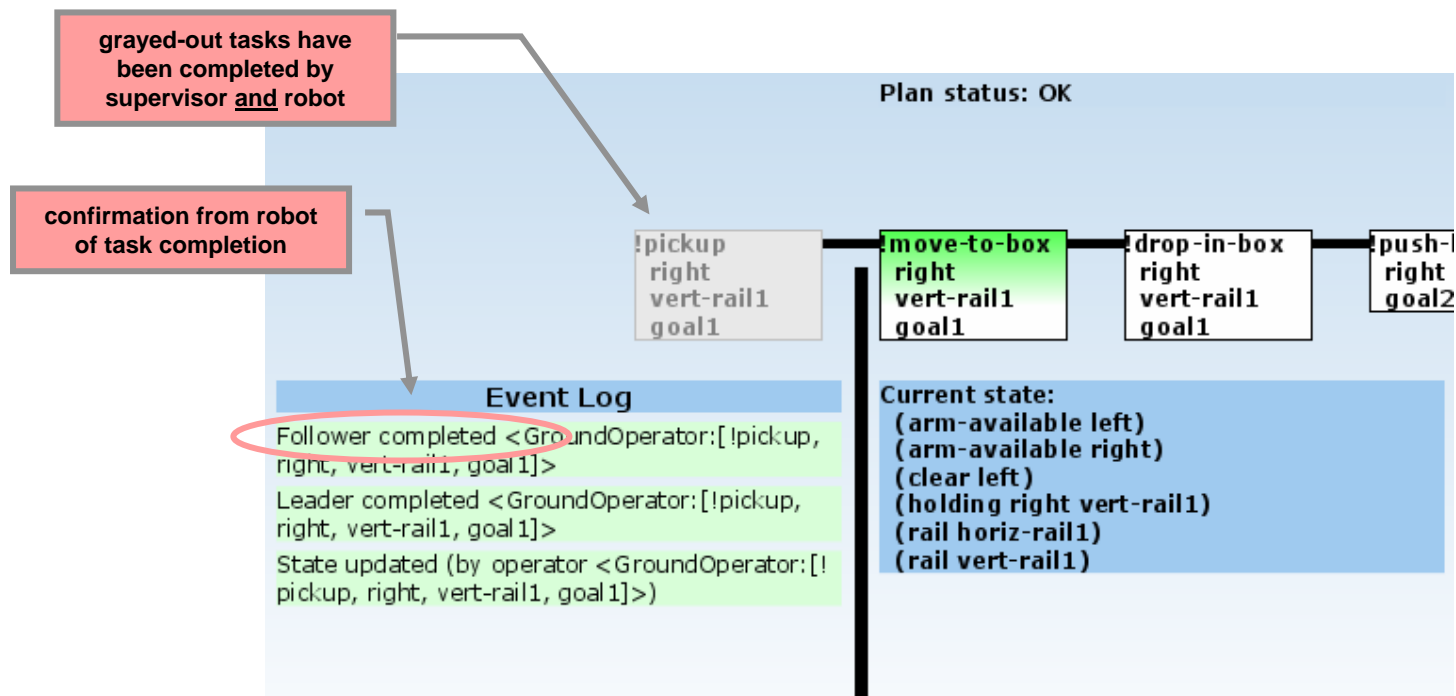 grayed-out tasks have
been completed by
supervisor and robot
Plan status: OK
confirmation from robot
of task completion
!pickup
right
vert-rail1
goal1
!move-to-box
right
vert-rail1
goal1
!drop-in-box
right
vert-rail1
goal1
!push-
right
goal2
Event Log
Follower completed <GroundOperator:[!pickup,
right, vert-rail1, goal1]>
Leader completed <GroundOperator:[!pickup,
right, vert-rail1, goal1]>
State updated (by operator <GroundOperator:[!
pickup, right, vert-rail1, goal1]>)
Current state:
(arm-available left)
(arm-available right)
(clear left)
(holding right vert-rail1)
(rail horiz-rail1)
(rail vert-rail1)